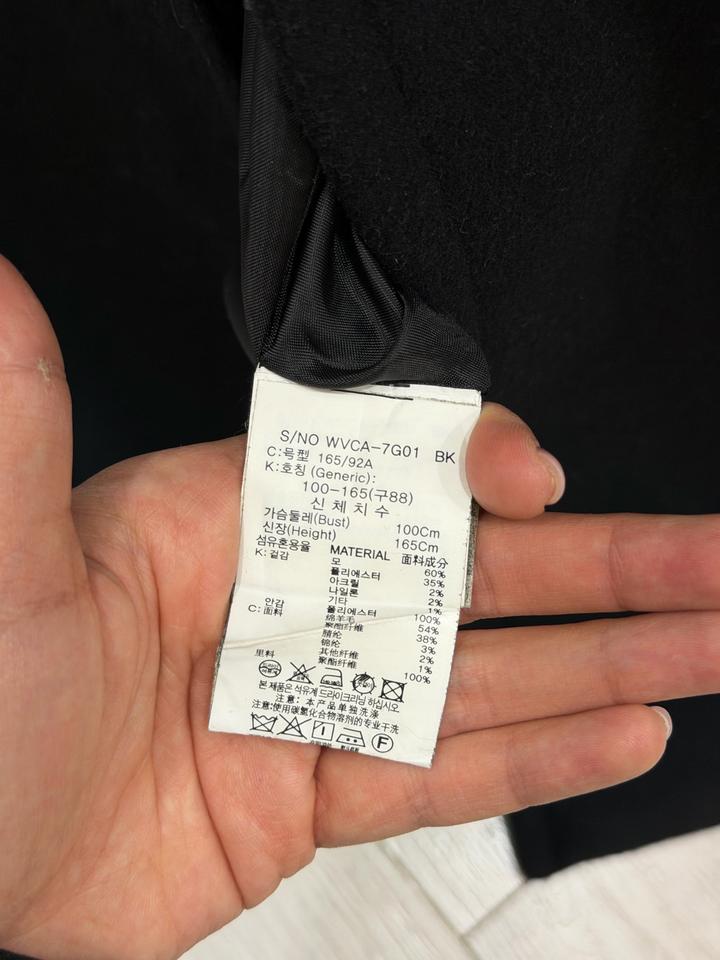 S/NO WVCA-7G01 BK
C:号型 165/92A
K:호칭 (Generic):
100-165(구88)
신 체 치 수
가슴둘레(Bust) 100Cm
신장(Height) 165Cm
섬유혼용율 MATERIAL 面料成分
K: 겉감 모 60%
폴리에스터 35%
아크릴 2%
나일론 2%
기타 1%
안감 폴리에스터 100%
C: 面料 绵羊毛 54%
聚酯纤维 38%
腈纶 3%
锦纶 2%
其他纤维 1%
里料 聚酯纤维 100%
본 제품은 석유계 드라이크리닝 하십시오
注意: 本产品单独洗涤
注意:使用碳氯化合物溶剂的专业干洗
F